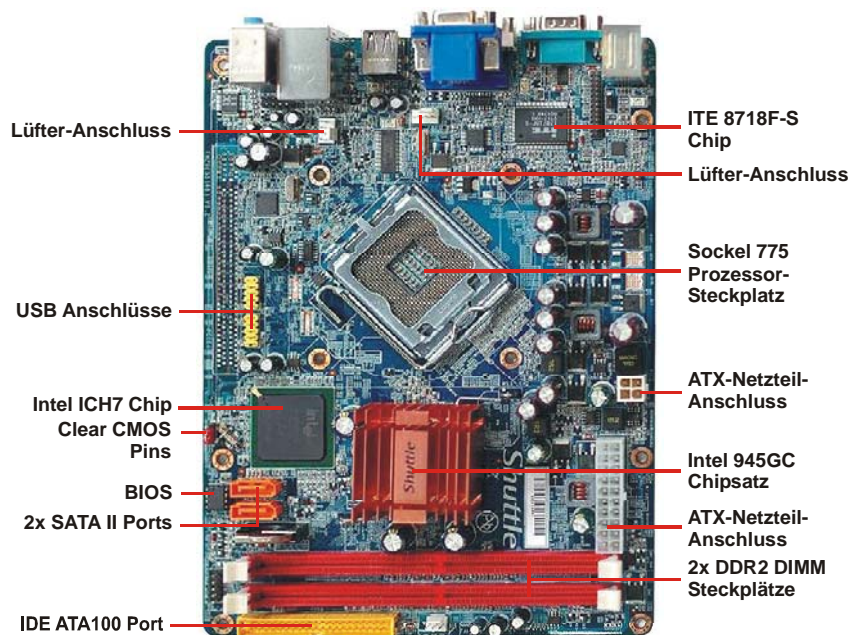 Lüfter-Anschluss
USB Anschlüsse
Intel ICH7 Chip
Clear CMOS
Pins
BIOS
2x SATA II Ports
IDE ATA100 Port
ITE 8718F-S
Chip
Lüfter-Anschluss
Sockel 775
Prozessor-
Steckplatz
ATX-Netzteil-
Anschluss
Intel 945GC
Chipsatz
ATX-Netzteil-
Anschluss
2x DDR2 DIMM
Steckplätze
Shuttle
Shuttle
intel